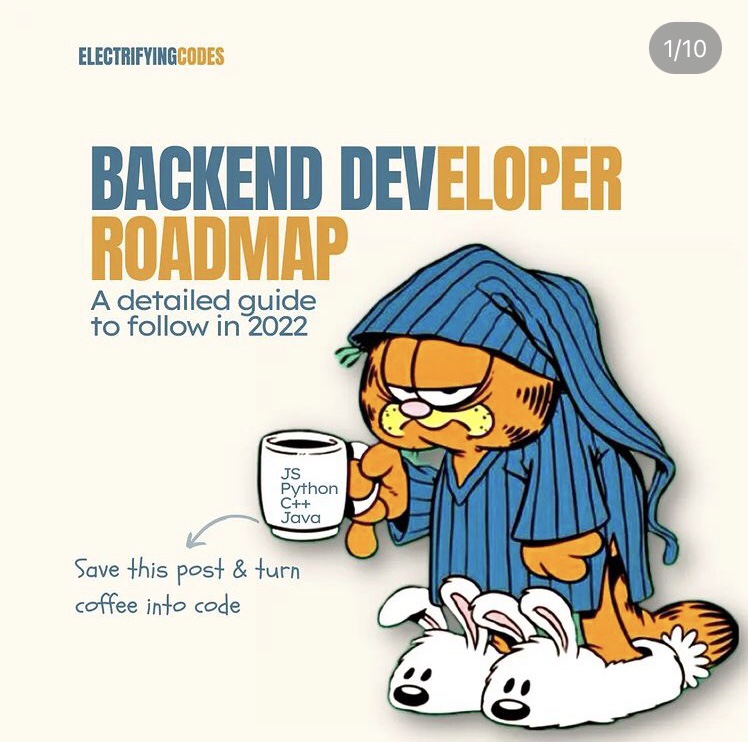 ELECTRIFYINGCODES
1/10
BACKEND DEVELOPER
ROADMAP
A detailed guide
to follow in 2022
JS
Python
C++
Java
Save this post & turn
coffee into code